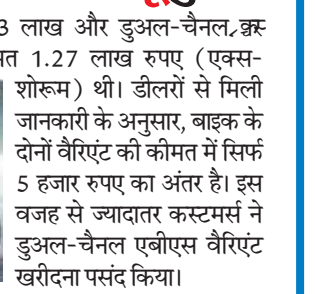 3 लाख और डुअल-चैनल
मत 1.27 लाख रुपए (एक्स-
शोरूम) थी। डीलरों से मिली
जानकारी के अनुसार, बाइक के
दोनों वैरिएंट की कीमत में सिर्फ
5 हजार रुपए का अंतर है। इस
वजह से ज्यादातर कस्टमर्स ने
डुअल-चैनल एबीएस वैरिएंट
खरीदना पसंद किया।